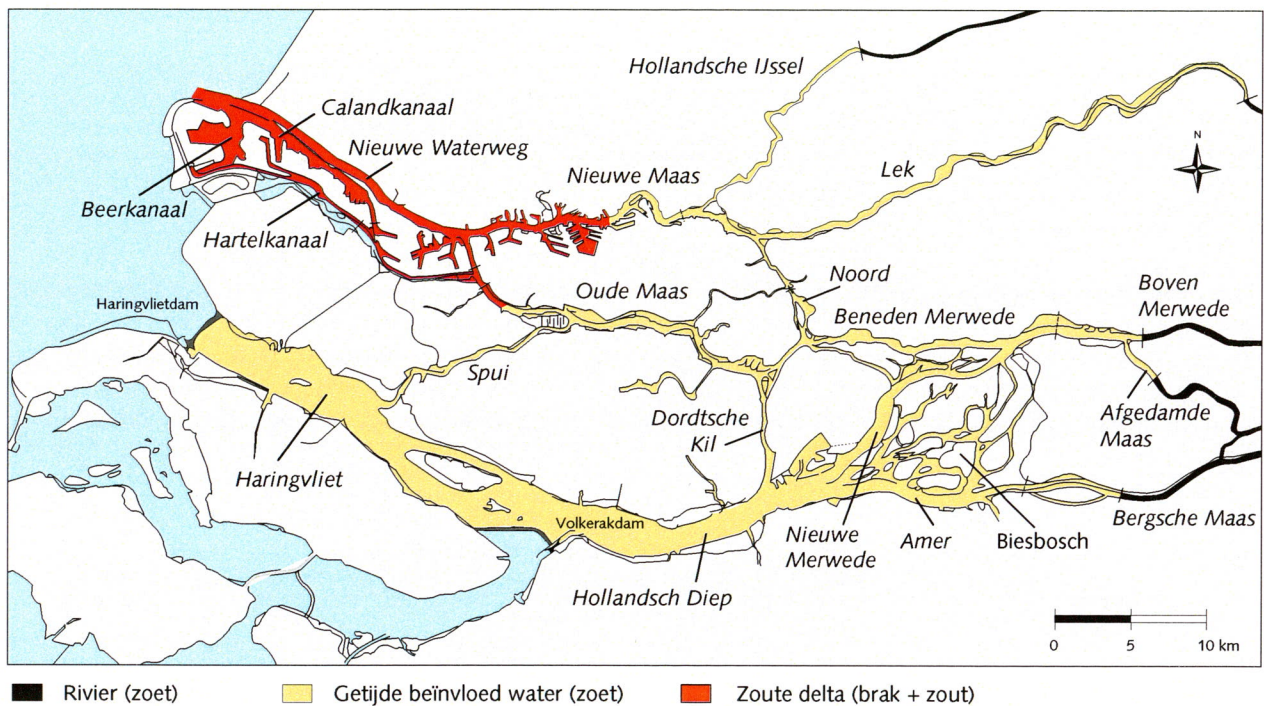 Hollandsche IJssel
Calandkanaal
Nieuwe Waterweg
Nieuwe Maas
Lek
N
Beerkanaal
Hartelkanaal
Noord
Boven
Merwede
Haringvlietdam
Oude Maas
Beneden Merwede
Spui
Dordtsche
Kil
Afgedamde
Maas
Haringvliet
Volkerakdam
Nieuwe
Merwede
Amer
Biesbosch
Bergsche Maas
Hollandsch Diep
0 5 10 km
Rivier (zoet)
Getijde beïnvloed water (zoet)
Zoute delta (brak + zout)